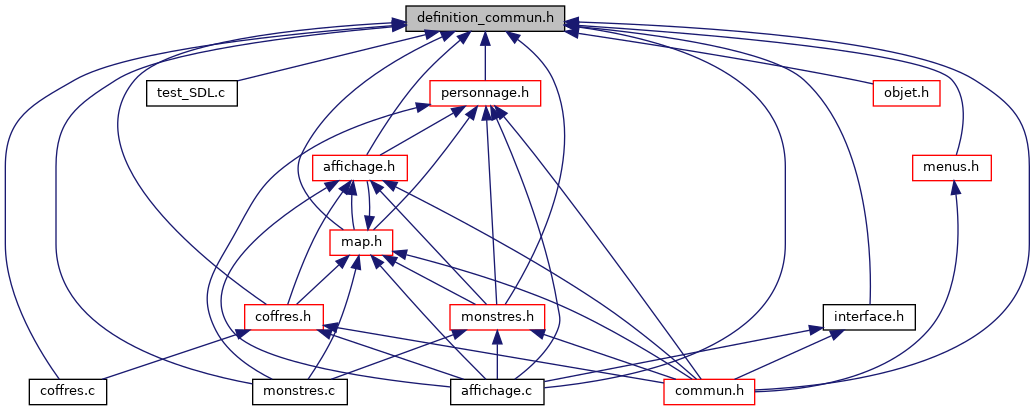 definition_commun.h
test_SDL.c
personnage.h
objet.h
affichage.h
menus.h
map.h
coffres.h
monstres.h
interface.h
coffres.c
monstres.c
affichage.c
commun.h